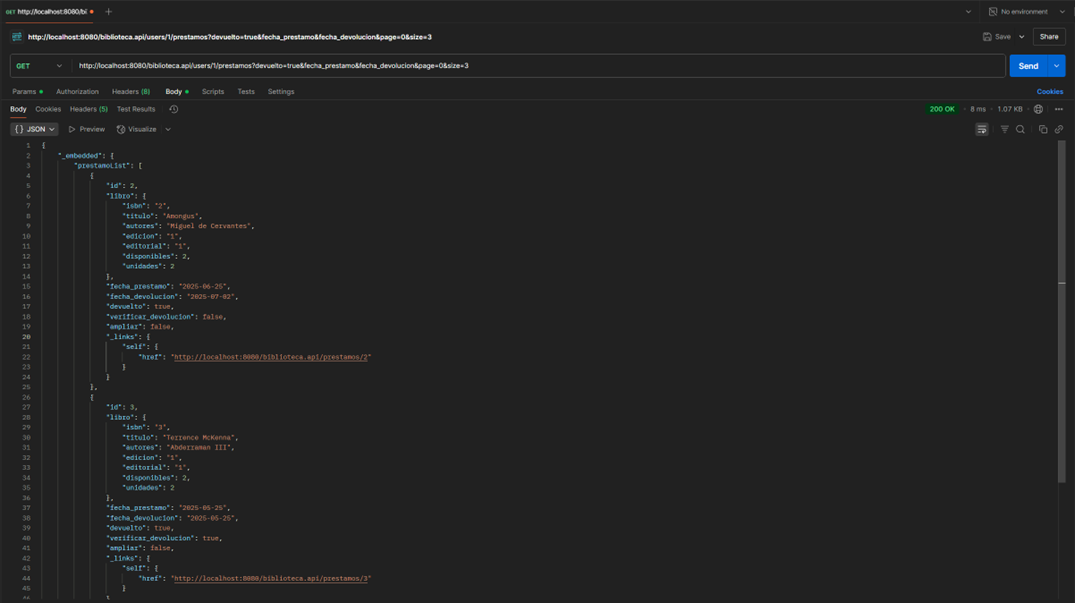 GET http://localhost:8080/bi
No environment
http://localhost:8080/biblioteca.api/users/1/prestamos?devuelto=true&fecha_prestamo&fecha_devolucion&page=0&size=3
Save
Share
GET
http://localhost:8080/biblioteca.api/users/1/prestamos?devuelto=true&fecha_prestamo&fecha_devolucion&page=0&size=3
Send
Params Authorization Headers (8) Body Scripts Tests Settings Cookies
Body Cookies Headers (5) Test Results 200 OK 8 ms 1.07 KB
{ } JSON Preview Visualize
1 {
2 "_embedded": {
3 "prestamoList": [
4 {
5 "id": 2,
6 "libro": {
7 "isbn": "2",
8 "titulo": "Amongus",
9 "autores": "Miguel de Cervantes",
10 "edicion": "1",
11 "editorial": "1",
12 "disponibles": 2,
13 "unidades": 2
14 },
15 "fecha_prestamo": "2025-06-25",
16 "fecha_devolucion": "2025-07-02",
17 "devuelto": true,
18 "verificar_devolucion": false,
19 "ampliar": false,
20 "_links": {
21 "self": {
22 "href": "http://localhost:8080/biblioteca.api/prestamos/2"
23 }
24 }
25 },
26 {
27 "id": 3,
28 "libro": {
29 "isbn": "3",
30 "titulo": "Terrence McKenna",
31 "autores": "Abderraman III",
32 "edicion": "1",
33 "editorial": "1",
34 "disponibles": 2,
35 "unidades": 2
36 },
37 "fecha_prestamo": "2025-05-25",
38 "fecha_devolucion": "2025-05-25",
39 "devuelto": true,
40 "verificar_devolucion": true,
41 "ampliar": false,
42 "_links": {
43 "self": {
44 "href": "http://localhost:8080/biblioteca.api/prestamos/3"
45 }
46 }